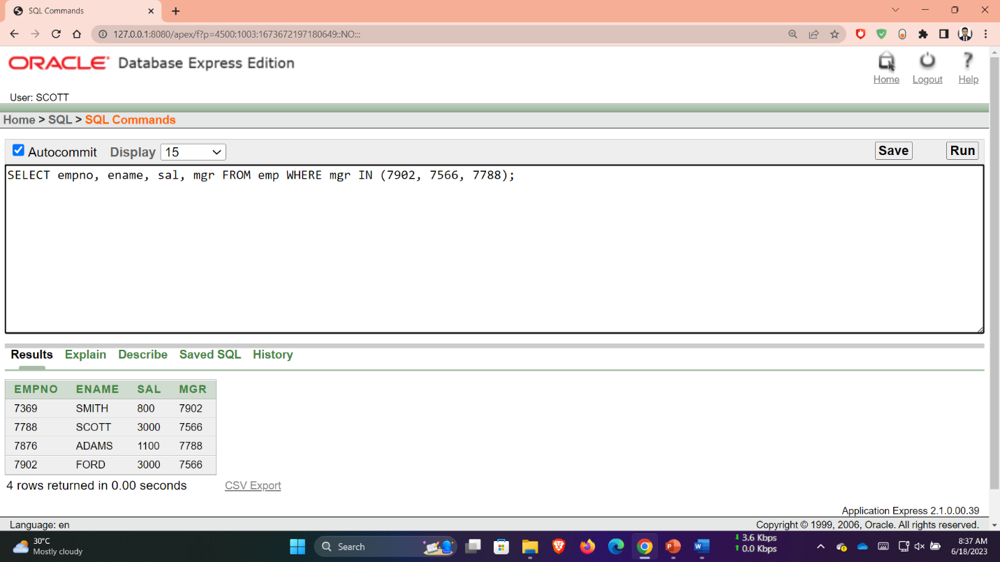 SQL Commands
127.0.0.1:8080/apex/f?p=4500:1003:1673672197180649::NO:::
ORACLE Database Express Edition
Home Logout Help
User: SCOTT
Home > SQL > SQL Commands
Autocommit Display 15 Save Run
SELECT empno, ename, sal, mgr FROM emp WHERE mgr IN (7902, 7566, 7788);
Results Explain Describe Saved SQL History
EMPNO ENAME SAL MGR
7369 SMITH 800 7902
7788 SCOTT 3000 7566
7876 ADAMS 1100 7788
7902 FORD 3000 7566
4 rows returned in 0.00 seconds CSV Export
Application Express 2.1.0.00.39
Language: en Copyright © 1999, 2006, Oracle. All rights reserved.
30°C
Mostly cloudy
Search
3.6 Kbps
0.0 Kbps
8:37 AM
6/18/2023